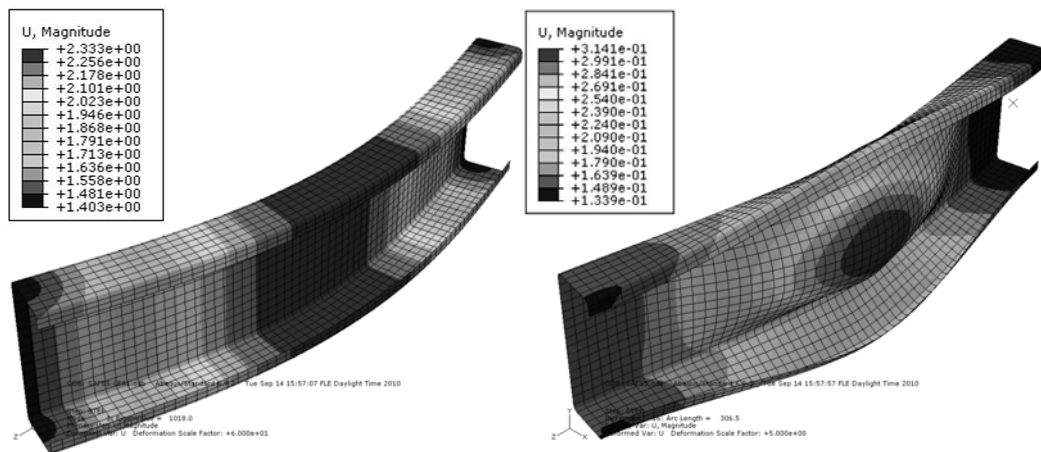 U, Magnitude
+2.333e+00
+2.256e+00
+2.178e+00
+2.101e+00
+2.023e+00
+1.946e+00
+1.868e+00
+1.791e+00
+1.713e+00
+1.636e+00
+1.558e+00
+1.481e+00
+1.403e+00
Tue Sep 14 15:57:07 FLE Daylight Time 2010
= 1018.0
Var: U Deformation Scale Factor: +6.000e+01
Z
U, Magnitude
+3.141e-01
+2.991e-01
+2.841e-01
+2.691e-01
+2.540e-01
+2.390e-01
+2.240e-01
+2.090e-01
+1.940e-01
+1.790e-01
+1.639e-01
+1.489e-01
+1.339e-01
Sep 14 15:57:57 FLE Daylight Time 2010
Arc Length = 306.5
Var: U, Magnitude
Var: U Deformation Scale Factor: +5.000e+00
Y
Z X